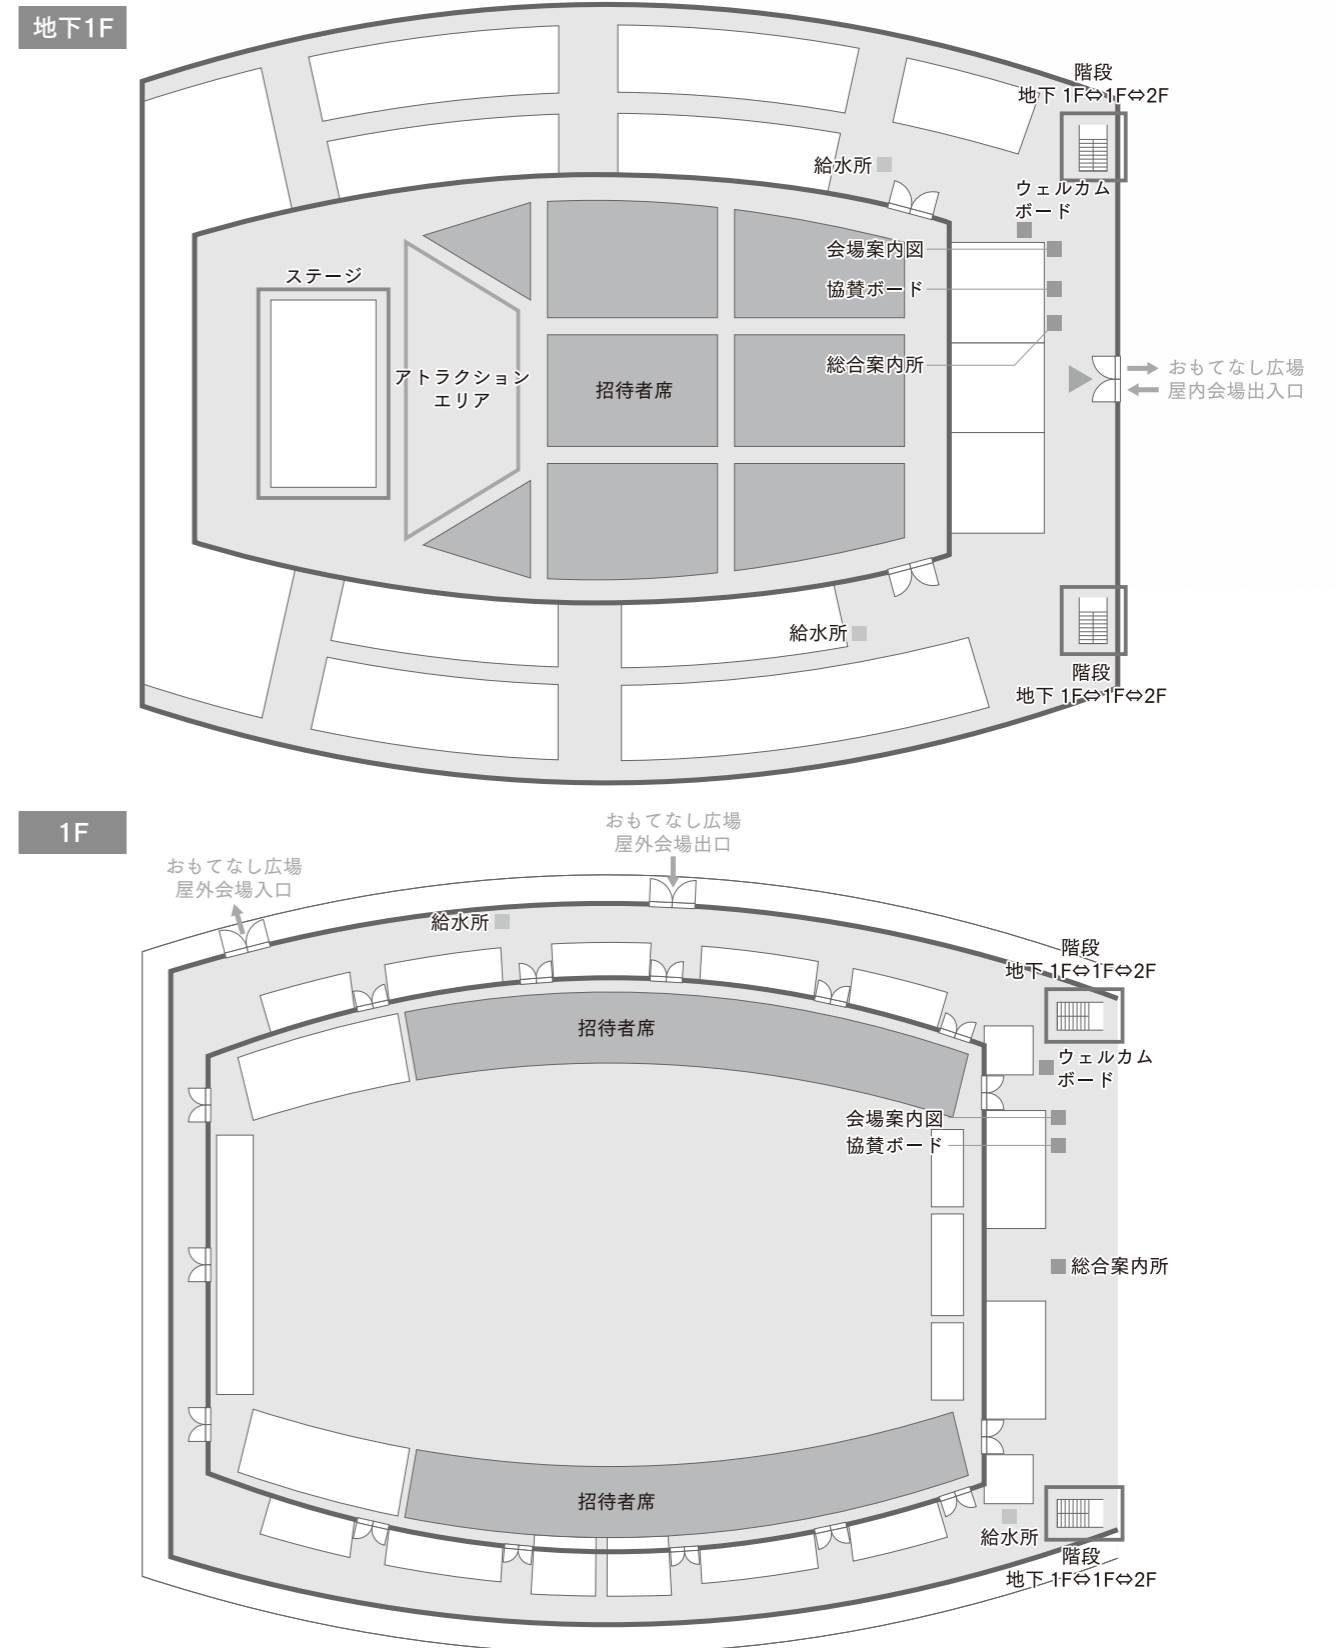 地下1F
階段
地下 1F⇔1F⇔2F
給水所
ウェルカム
ボード
会場案内図
協賛ボード
総合案内所
ステージ
アトラクション
エリア
招待者席
おもてなし広場
屋内会場出入口
給水所
階段
地下 1F⇔1F⇔2F
1F
おもてなし広場
屋外会場出口
おもてなし広場
屋外会場入口
給水所
階段
地下 1F⇔1F⇔2F
招待者席
ウェルカム
ボード
会場案内図
協賛ボード
総合案内所
招待者席
給水所
階段
地下 1F⇔1F⇔2F